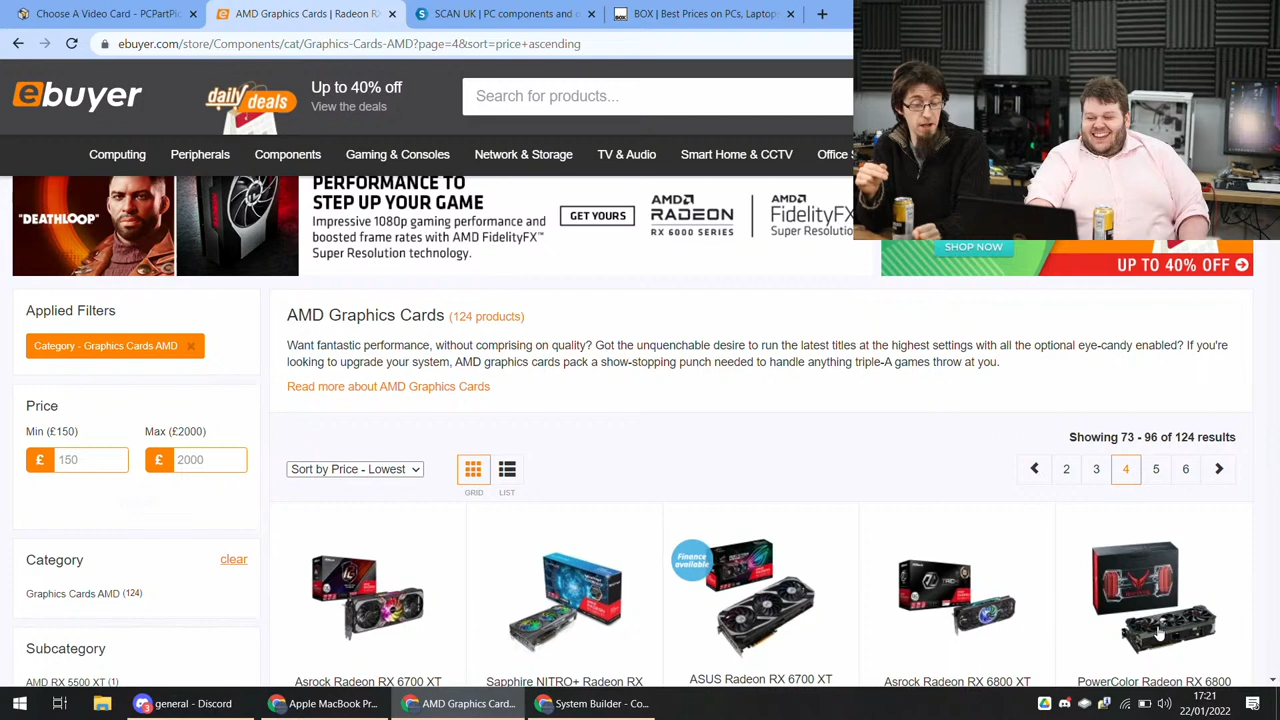 Choose A Video Card - PCPartPic
AMD Graphics Cards | Radeon G
SCAN UK | PC components and c
BOX | Best Prices on PCs, Laptop
ebuyer.com/store/Components/cat/Graphics-Cards-AMD?page=4&sort=price+ascending
ebuyer
daily deals
Up to 40% off
View the deals
Search for products...
Computing
Peripherals
Components
Gaming & Consoles
Network & Storage
TV & Audio
Smart Home & CCTV
Office S
"DEATHLOOP"
PERFORMANCE TO
STEP UP YOUR GAME
Impressive 1080p gaming performance and
boosted frame rates with AMD FidelityFX™
Super Resolution technology.
GET YOURS
AMD
RADEON
RX 6000 SERIES
AMD
FidelityFX
Super Resolutio
SHOP NOW
UP TO 40% OFF
Applied Filters
Category - Graphics Cards AMD
Price
Min (£150)
Max (£2000)
£ 150
£ 2000
Category
clear
Graphics Cards AMD (124)
Subcategory
AMD RX 5500 XT (1)
AMD Graphics Cards (124 products)
Want fantastic performance, without comprising on quality? Got the unquenchable desire to run the latest titles at the highest settings with all the optional eye-candy enabled? If you're
looking to upgrade your system, AMD graphics cards pack a show-stopping punch needed to handle anything triple-A games throw at you.
Read more about AMD Graphics Cards
Showing 73 - 96 of 124 results
Sort by Price - Lowest
GRID
LIST
2
3
4
5
6
Finance
available
Asrock Radeon RX 6700 XT
Sapphire NITRO+ Radeon RX
ASUS Radeon RX 6700 XT
Asrock Radeon RX 6800 XT
PowerColor Radeon RX 6800
general - Discord
Apple MacBook P
AMD Graphics Card...
System Builder - Co...
17:21
22/01/2022